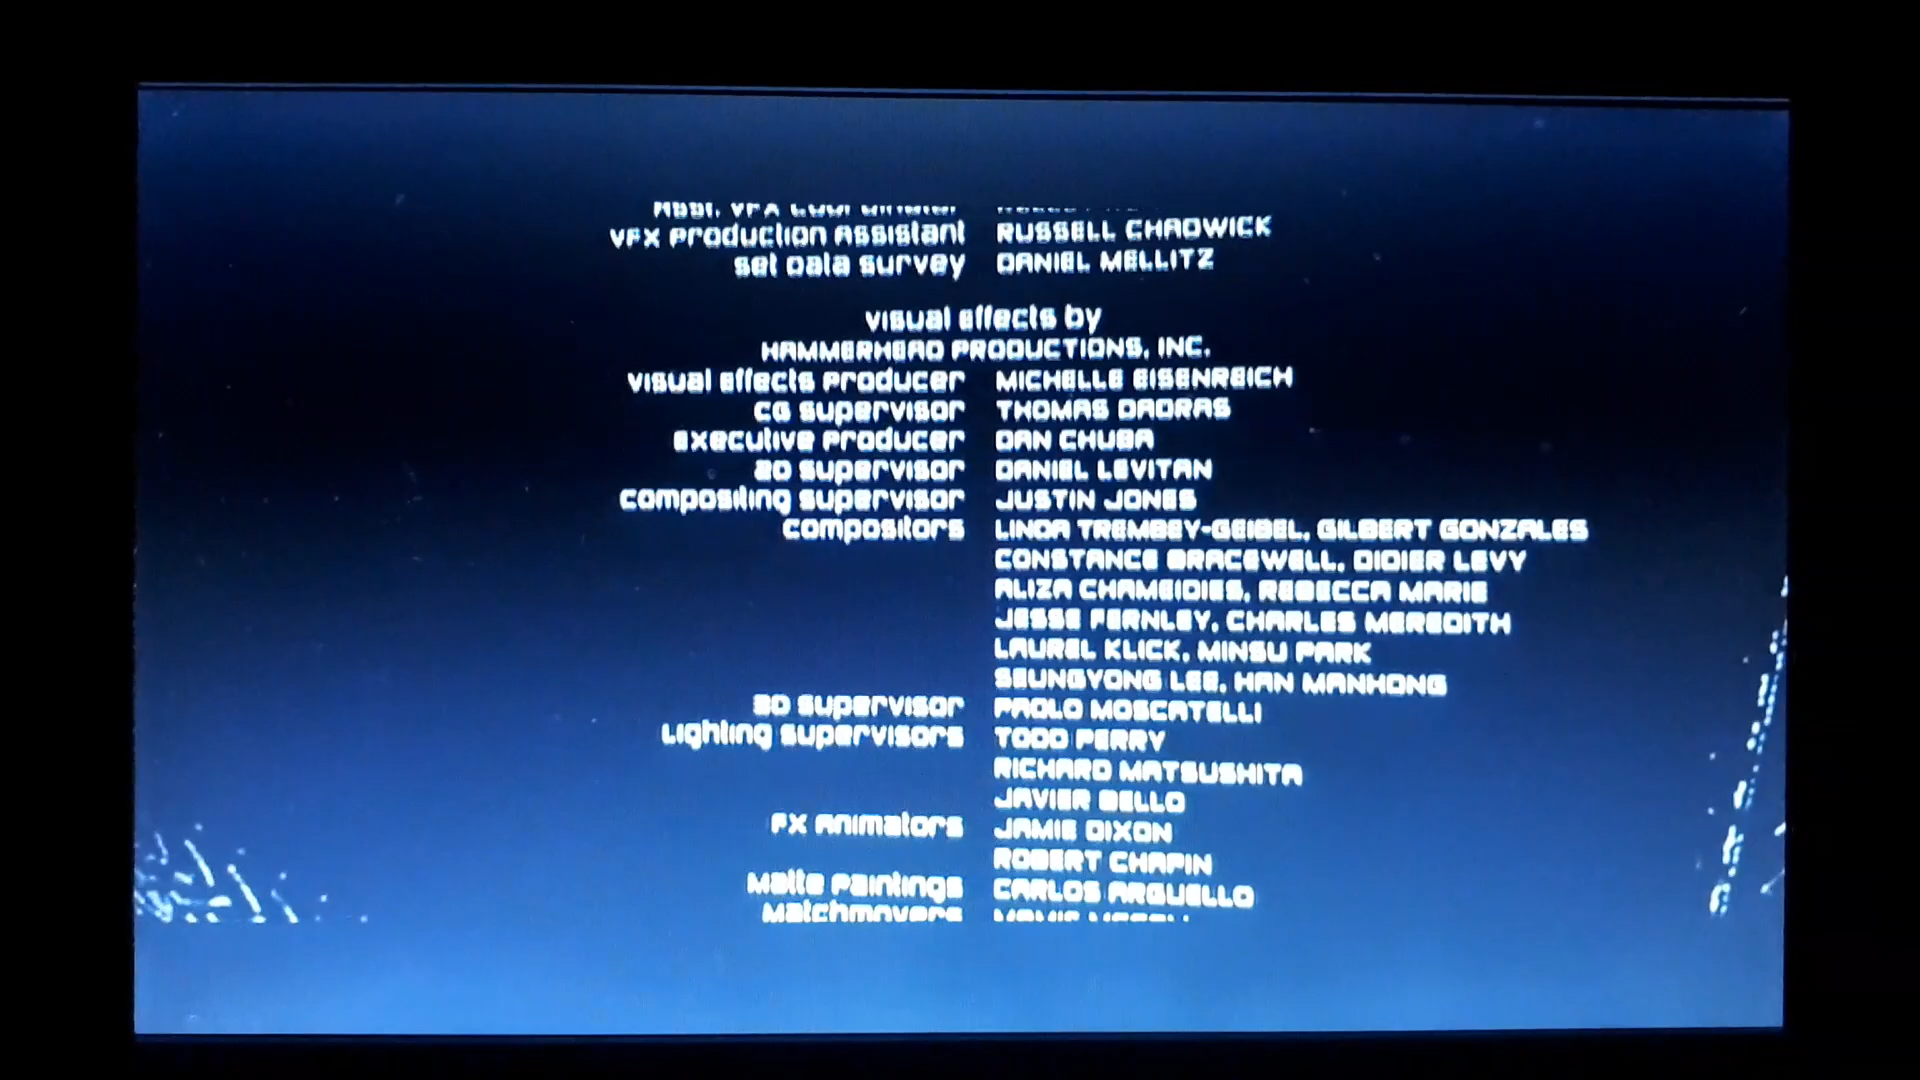 VFX Production Assistant RUSSELL CHADWICK
Set Data Survey DANIEL MELLITZ
Visual Effects by
HAMMERHEAD PRODUCTIONS, INC.
Visual Effects Producer MICHELLE EISENREICH
CG Supervisor THOMAS DADRAS
Executive Producer DAN CHUBA
2D Supervisor DANIEL LEVITAN
Compositing Supervisor JUSTIN JONES
Compositors LINDA TREMBEY-GEIBEL, GILBERT GONZALES
CONSTANCE BRACEWELL, DIDIER LEVY
ALIZA CHAMEIDIES, REBECCA MARIE
JESSE FERNLEY, CHARLES MEREDITH
LAUREL KLICK, MINSU PARK
SEUNGYONG LEE, HAN MANHONG
3D Supervisor PAOLO MOSCATELLI
Lighting Supervisors TODD PERRY
RICHARD MATSUSHITA
JAVIER BELLO
FX Animators JAMIE DIXON
ROBERT CHAPIN
Matte Paintings CARLOS ARGUELLO
Matchmovers